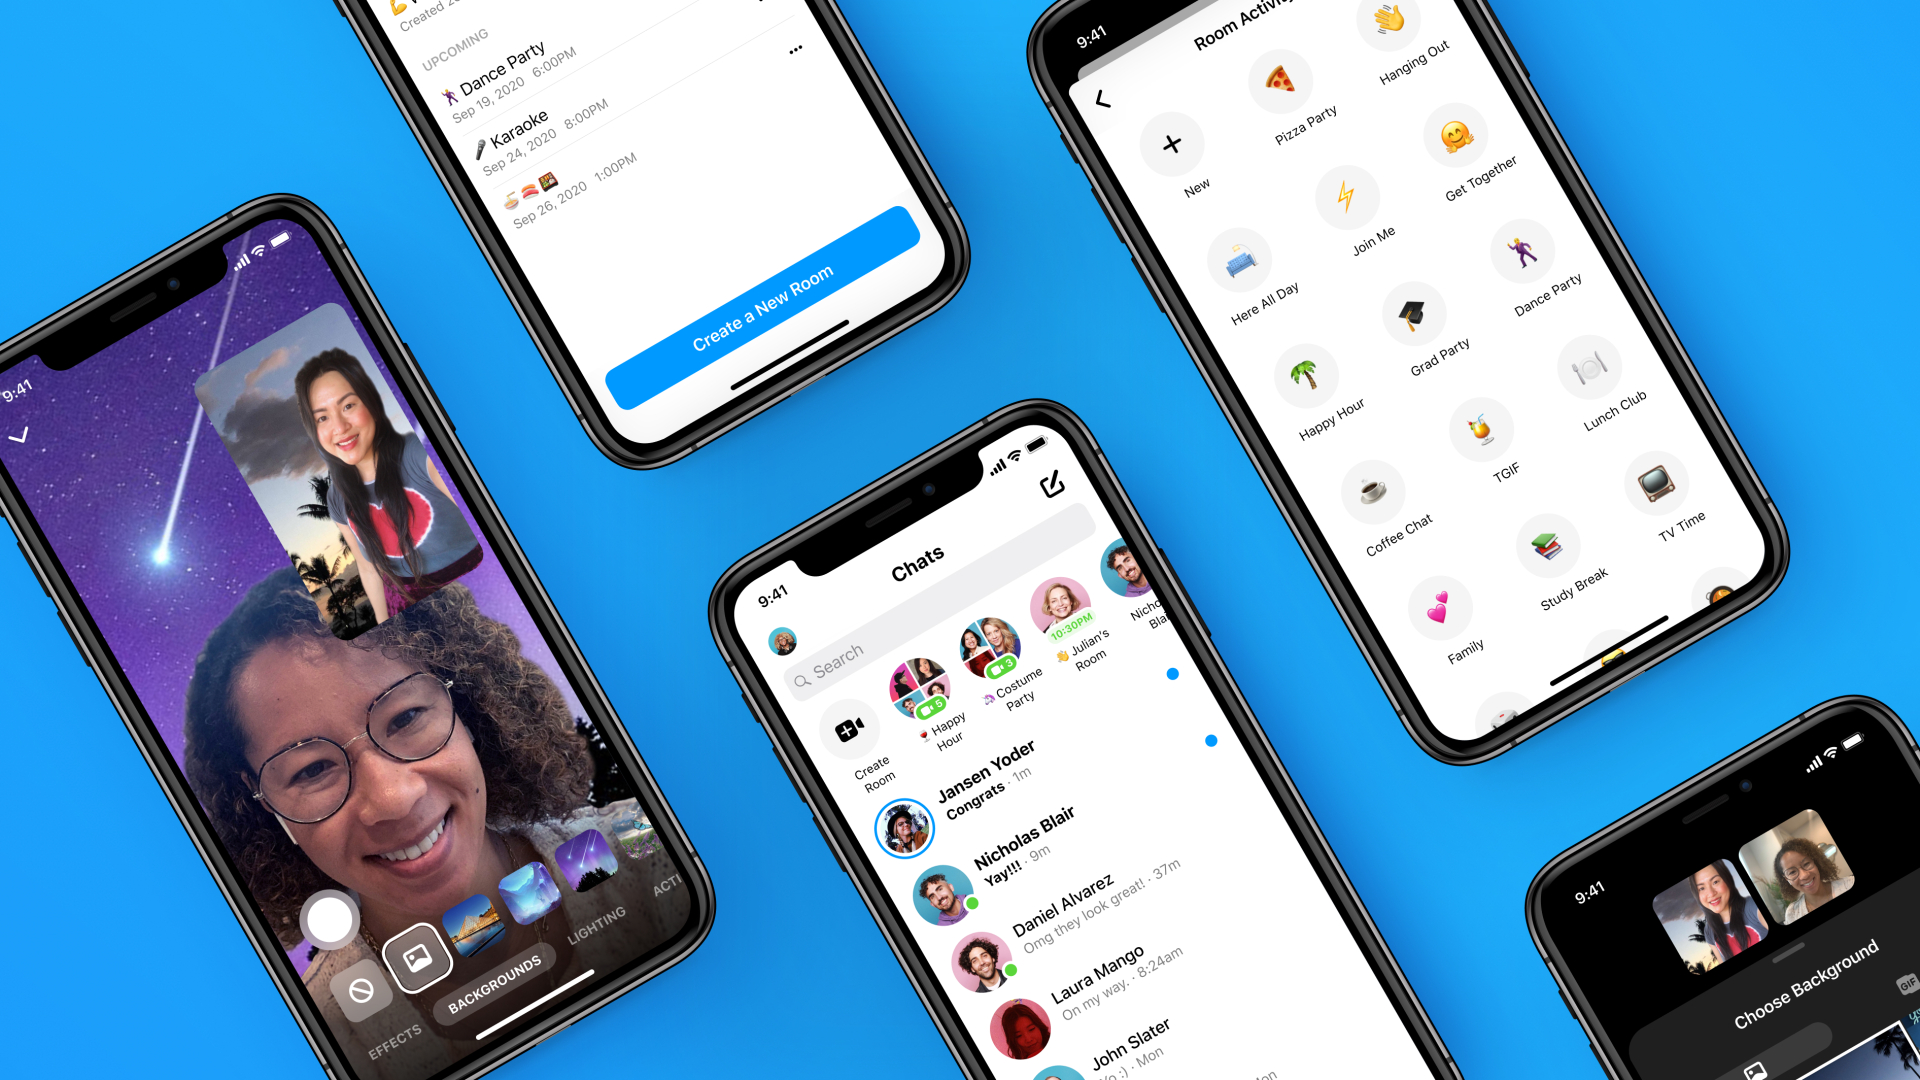 9:41
EFFECTS
BACKGROUNDS
LIGHTING
Created
UPCOMING
Dance Party
Sep 19, 2020 6:00PM
Karaoke
Sep 24, 2020 8:00PM
Sep 26, 2020 1:00PM
Create a New Room
9:41
Chats
Search
Create
Room
5
Happy
Hour
3
Costume
Party
10:30PM
Julian's
Room
Jansen Yoder
Congrats · 1m
Nicholas Blair
Yay!!! · 9m
Daniel Alvarez
Omg they look great! · 37m
Laura Mango
On my way. · 8:24am
John Slater
:) · Mon
9:41
Room
New
Pizza Party
Hanging Out
Here All Day
Join Me
Get Together
Happy Hour
Grad Party
Dance Party
Coffee Chat
TGIF
Lunch Club
Family
Study Break
TV Time
9:41
Choose Background
GIF